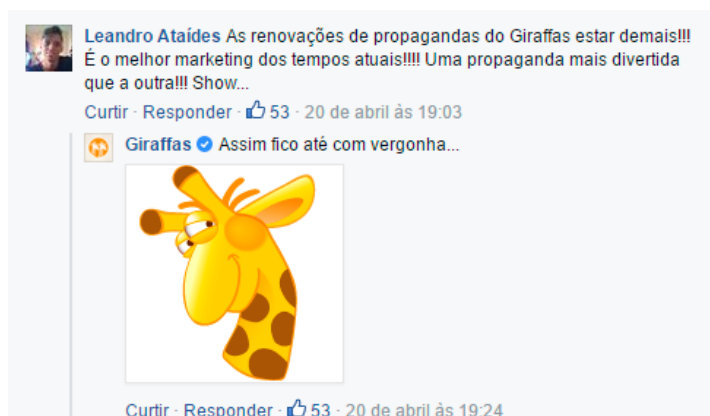 Leandro Ataídes As renovações de propagandas do Giraffas estar demais!!!
É o melhor marketing dos tempos atuais!!!! Uma propaganda mais divertida
que a outra!!! Show...
Curtir · Responder · 53 · 20 de abril às 19:03
Giraffas Assim fico até com vergonha...
Curtir · Responder · 53 · 20 de abril às 19:24